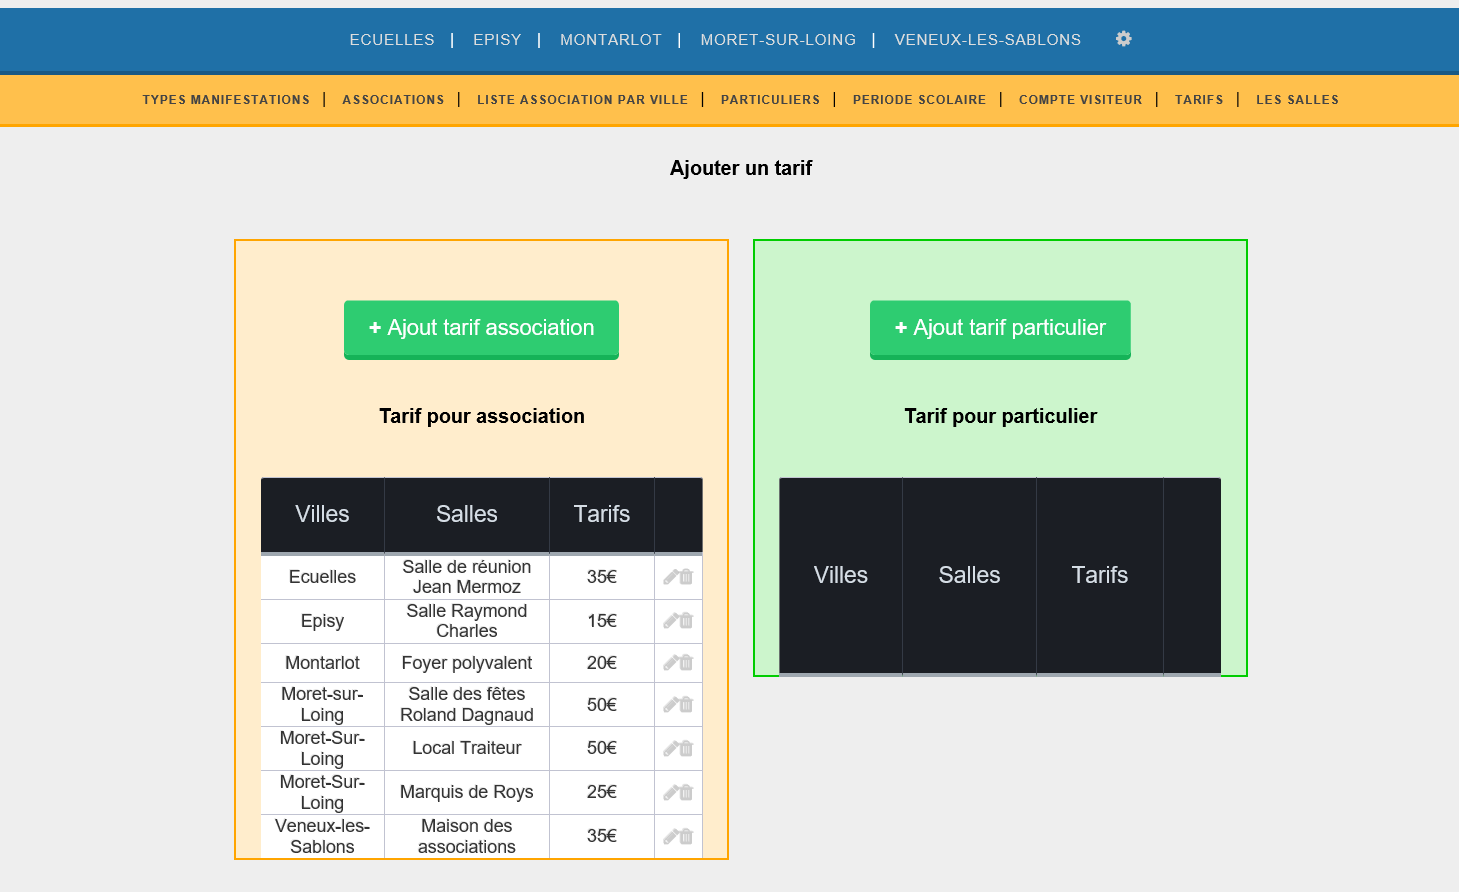 ECUELLES | EPISY | MONTARLOT | MORET-SUR-LOING | VENEUX-LES-SABLONS
TYPES MANIFESTATIONS | ASSOCIATIONS | LISTE ASSOCIATION PAR VILLE | PARTICULIERS | PERIODE SCOLAIRE | COMPTE VISITEUR | TARIFS | LES SALLES
Ajouter un tarif
+ Ajout tarif association
Tarif pour association
Villes Salles Tarifs
Ecuelles Salle de réunion Jean Mermoz 35€
Episy Salle Raymond Charles 15€
Montarlot Foyer polyvalent 20€
Moret-sur-Loing Salle des fêtes Roland Dagnaud 50€
Moret-Sur-Loing Local Traiteur 50€
Moret-Sur-Loing Marquis de Roys 25€
Veneux-les-Sablons Maison des associations 35€
+ Ajout tarif particulier
Tarif pour particulier
Villes Salles Tarifs